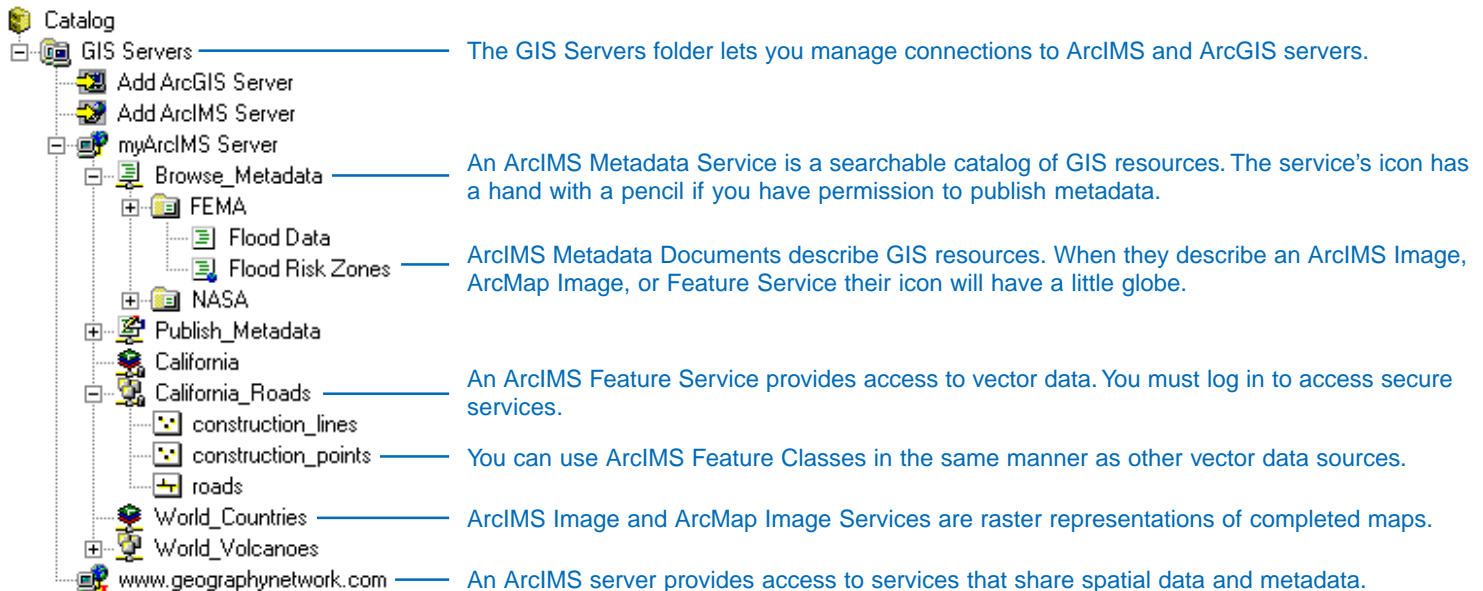 Catalog
GIS Servers
The GIS Servers folder lets you manage connections to ArcIMS and ArcGIS servers.
Add ArcGIS Server
Add ArcIMS Server
myArcIMS Server
Browse_Metadata
An ArcIMS Metadata Service is a searchable catalog of GIS resources. The service's icon has
a hand with a pencil if you have permission to publish metadata.
FEMA
Flood Data
Flood Risk Zones
ArcIMS Metadata Documents describe GIS resources. When they describe an ArcIMS Image,
ArcMap Image, or Feature Service their icon will have a little globe.
NASA
Publish_Metadata
California
California_Roads
An ArcIMS Feature Service provides access to vector data. You must log in to access secure
services.
construction_lines
construction_points
You can use ArcIMS Feature Classes in the same manner as other vector data sources.
roads
World_Countries
ArcIMS Image and ArcMap Image Services are raster representations of completed maps.
World_Volcanoes
www.geographynetwork.com
An ArcIMS server provides access to services that share spatial data and metadata.